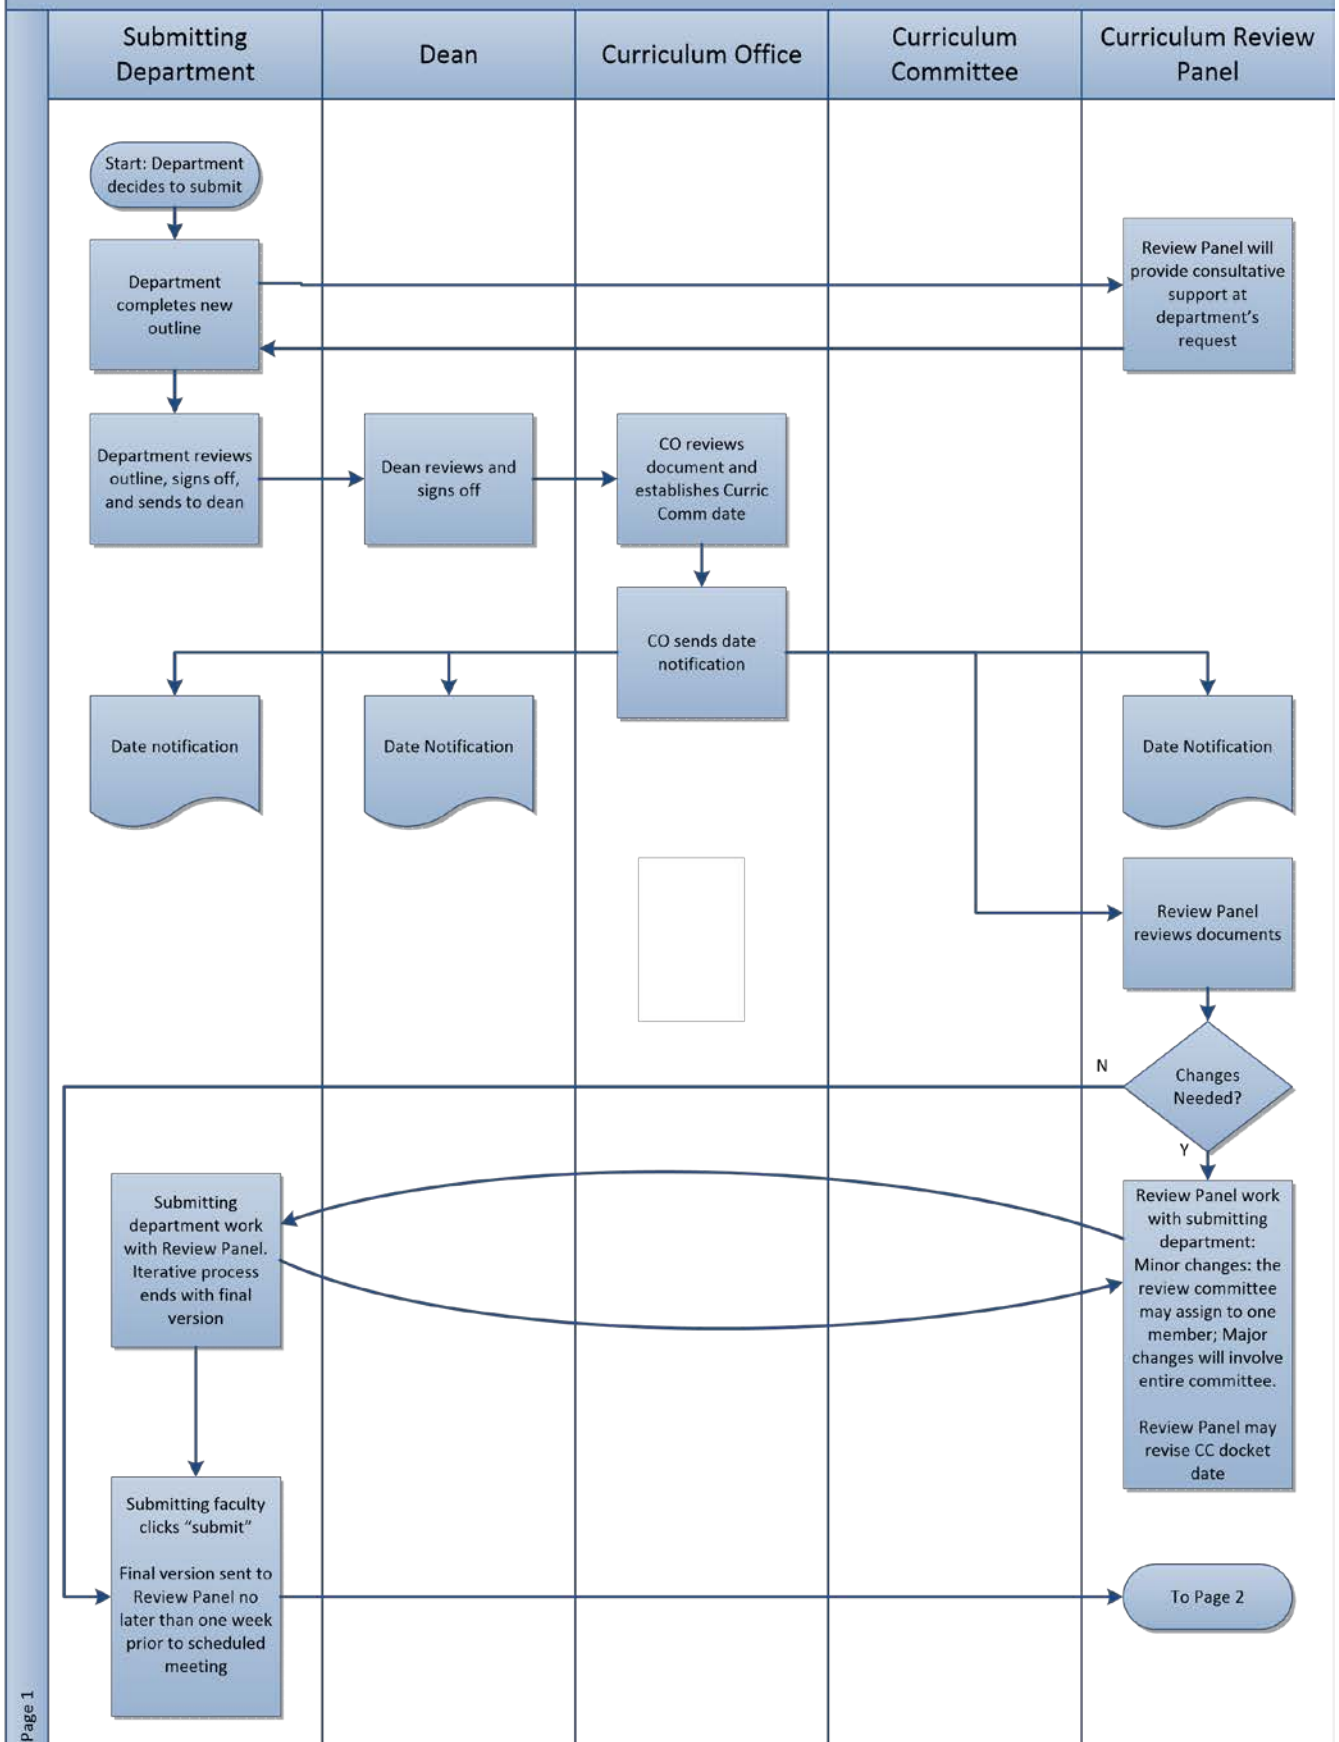 Submitting
Department
Dean
Curriculum Office
Curriculum
Committee
Curriculum Review
Panel
Start: Department
decides to submit
Department
completes new
outline
Review Panel will
provide consultative
support at
department's
request
Department reviews
outline, signs off,
and sends to dean
Dean reviews and
signs off
CO reviews
document and
establishes Curric
Comm date
CO sends date
notification
Date notification
Date Notification
Date Notification
Review Panel
reviews documents
Changes
Needed?
N
Y
Submitting
department work
with Review Panel.
Iterative process
ends with final
version
Review Panel work
with submitting
department:
Minor changes: the
review committee
may assign to one
member; Major
changes will involve
entire committee.
Review Panel may
revise CC docket
date
Submitting faculty
clicks “submit”
Final version sent to
Review Panel no
later than one week
prior to scheduled
meeting
To Page 2
Page 1